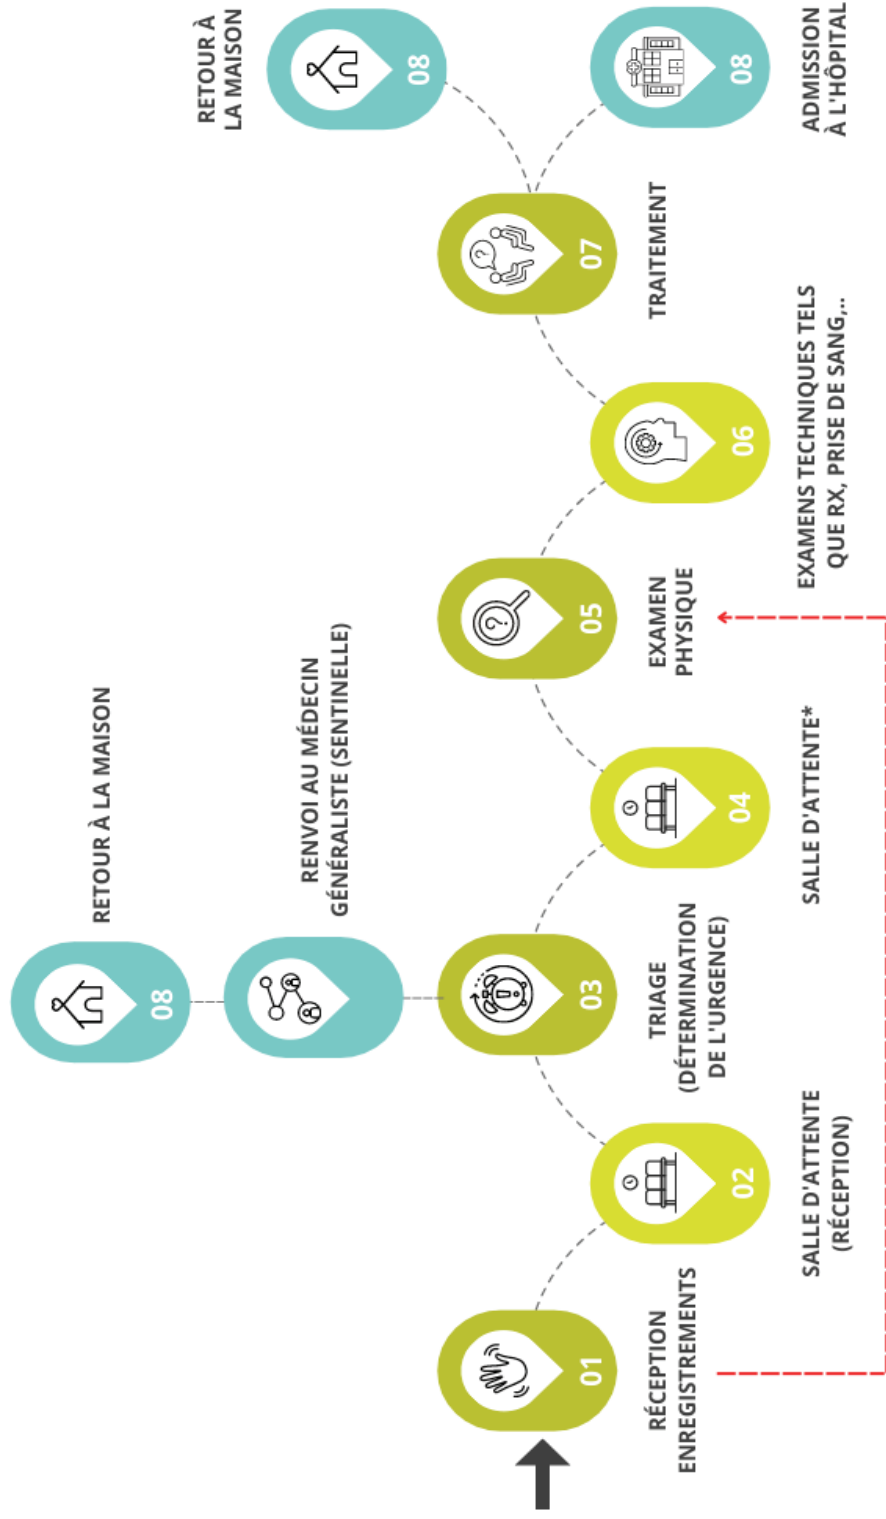 RETOUR À LA MAISON
08
RENVOI AU MÉDECIN
GÉNÉRALISTE (SENTINELLE)
RETOUR À
LA MAISON
08
01
RÉCEPTION
ENREGISTREMENTS
02
SALLE D'ATTENTE
(RÉCEPTION)
03
TRIAGE
(DÉTERMINATION
DE L'URGENCE)
04
SALLE D'ATTENTE*
05
EXAMEN
PHYSIQUE
06
EXAMENS TECHNIQUES TELS
QUE RX, PRISE DE SANG,..
07
TRAITEMENT
08
ADMISSION
À L'HÔPITAL